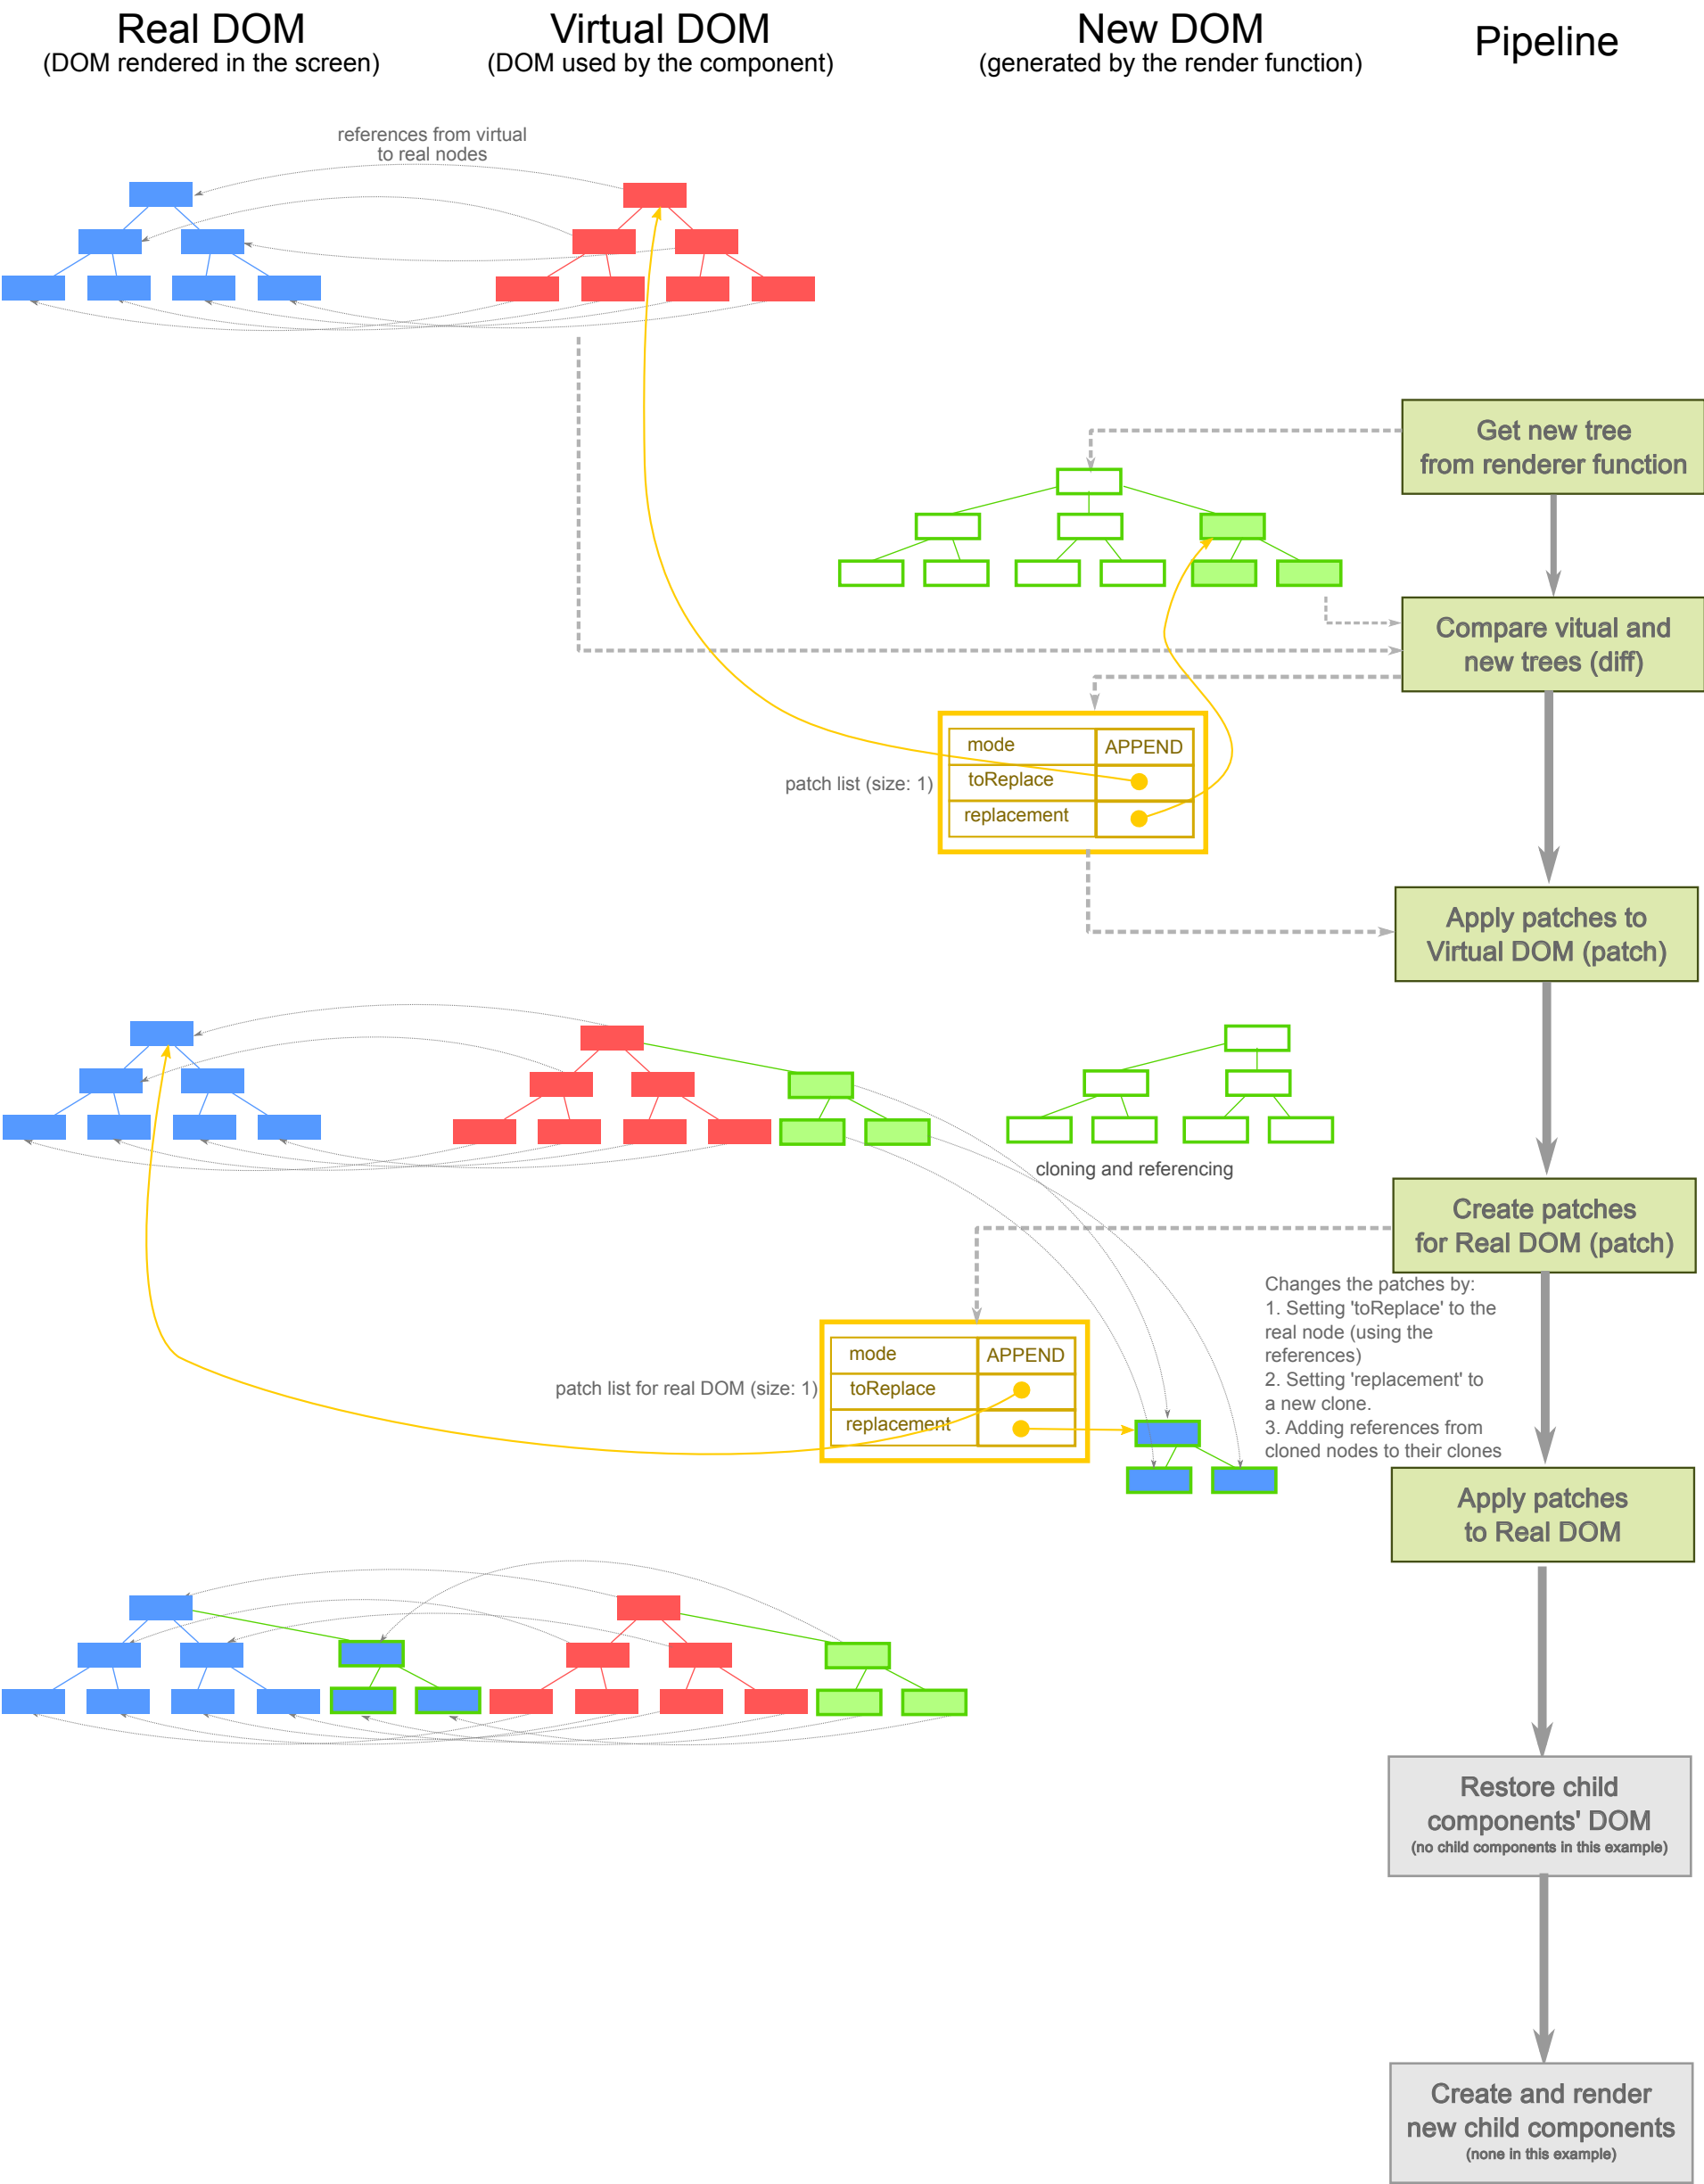 Real DOM
(DOM rendered in the screen)
Virtual DOM
(DOM used by the component)
New DOM
(generated by the render function)
Pipeline
references from virtual
to real nodes
Get new tree
from renderer function
Compare vitual and
new trees (diff)
patch list (size: 1)
mode APPEND
toReplace
replacement
Apply patches to
Virtual DOM (patch)
cloning and referencing
Create patches
for Real DOM (patch)
Changes the patches by:
1. Setting 'toReplace' to the
real node (using the
references)
2. Setting 'replacement' to
a new clone.
3. Adding references from
cloned nodes to their clones
patch list for real DOM (size: 1)
mode APPEND
toReplace
replacement
Apply patches
to Real DOM
Restore child
components' DOM
(no child components in this example)
Create and render
new child components
(none in this example)